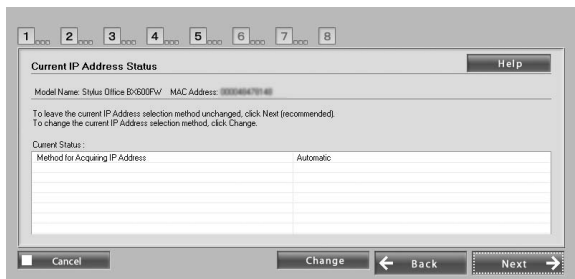 1 2 3 4 5 6 7 8
Current IP Address Status
Help
Model Name: Stylus Office BX600FW MAC Address:
To leave the current IP Address selection method unchanged, click Next (recommended).
To change the current IP Address selection method, click Change.
Current Status :
Method for Acquiring IP Address Automatic
Cancel Change Back Next